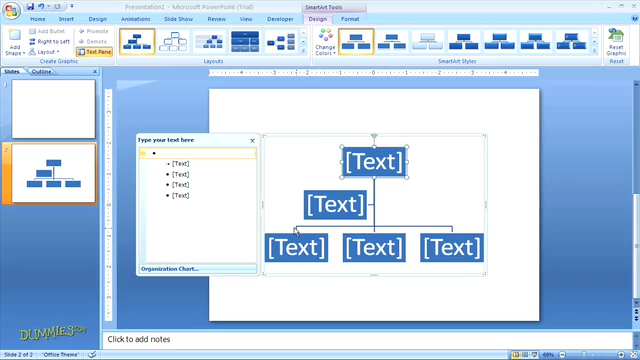 Presentation1 - Microsoft PowerPoint (Trial)
SmartArt Tools
Home
Insert
Design
Animations
Slide Show
Review
View
Developer
Design
Format
Add Shape
Add Bullet
Right to Left
Layout
Promote
Demote
Text Pane
Create Graphic
Layouts
Change Colors
SmartArt Styles
Reset Graphic
Reset
Slides
Outline
1
2
Type your text here
[Text]
[Text]
[Text]
[Text]
Organization Chart...
[Text]
[Text]
[Text] [Text] [Text]
DUMMIES.com
Click to add notes
Slide 2 of 2
"Office Theme"
69%